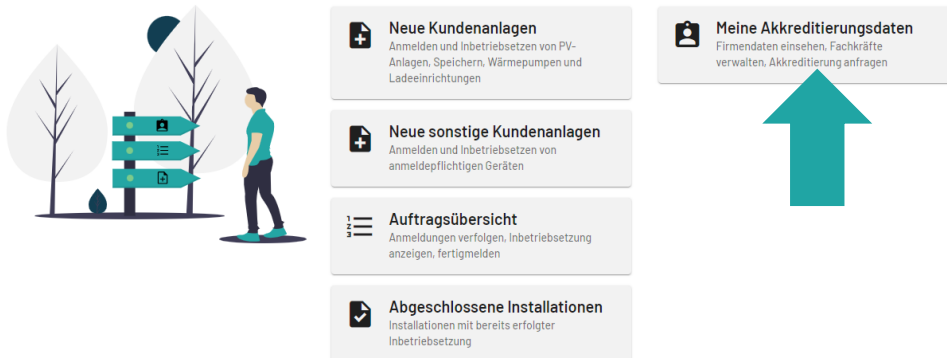 Neue Kundenanlagen
Anmelden und Inbetriebsetzen von PV-
Anlagen, Speichern, Wärmepumpen und
Ladeeinrichtungen
Neue sonstige Kundenanlagen
Anmelden und Inbetriebsetzen von
anmeldepflichtigen Geräten
Auftragsübersicht
Anmeldungen verfolgen, Inbetriebsetzung
anzeigen, fertigmelden
Abgeschlossene Installationen
Installationen mit bereits erfolgter
Inbetriebsetzung
Meine Akkreditierungsdaten
Firmendaten einsehen, Fachkräfte
verwalten, Akkreditierung anfragen